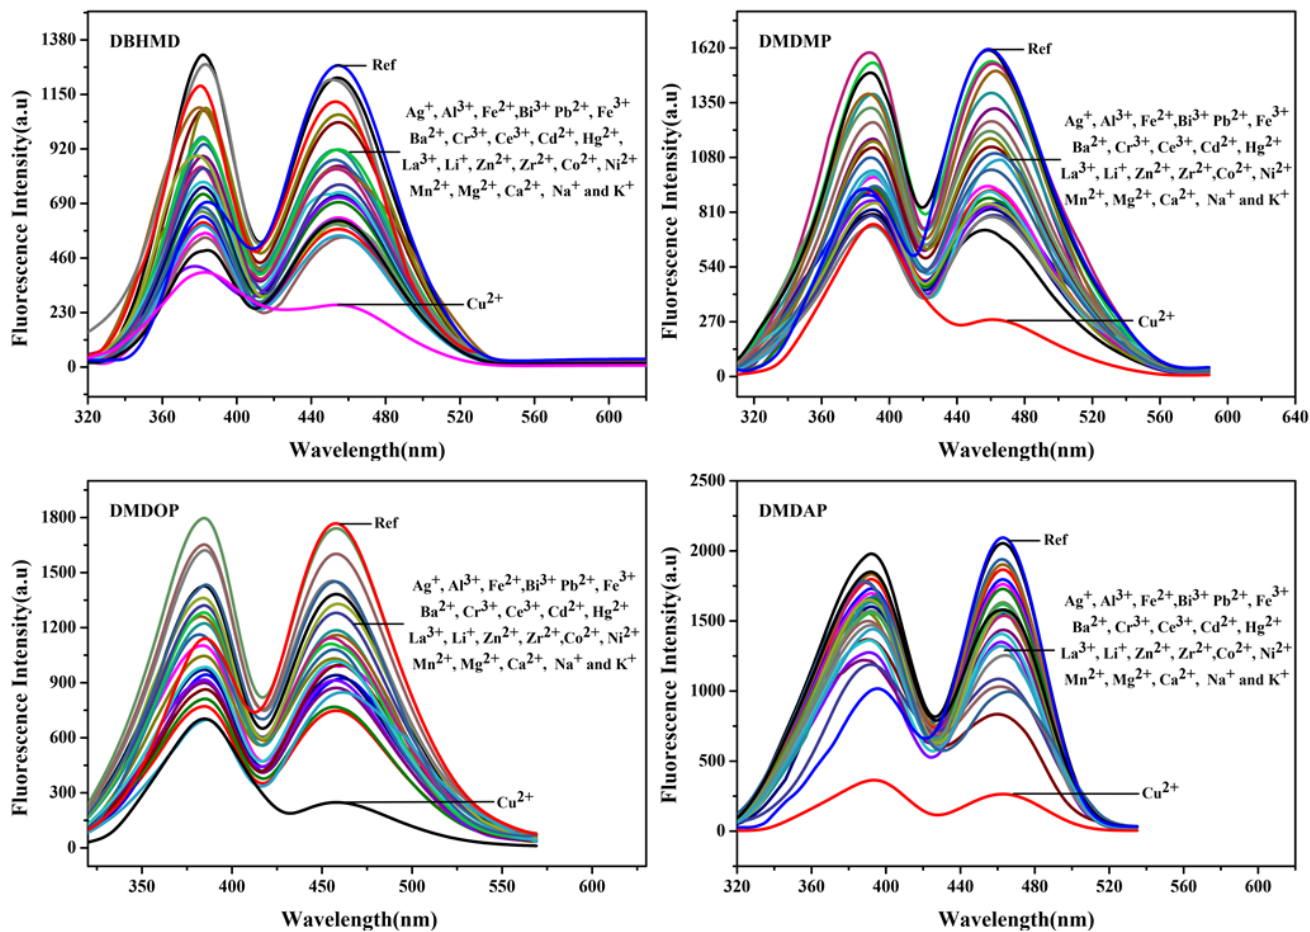 DBHMD
Fluorescence Intensity(a.u)
1380
1150
920
690
460
230
0
Ref
Ag⁺, Al³⁺, Fe²⁺,Bi³⁺ Pb²⁺, Fe³⁺
Ba²⁺, Cr³⁺, Ce³⁺, Cd²⁺, Hg²⁺,
La³⁺, Li⁺, Zn²⁺, Zr²⁺, Co²⁺, Ni²⁺
Mn²⁺, Mg²⁺, Ca²⁺, Na⁺ and K⁺
Cu²⁺
320 360 400 440 480 520 560 600
Wavelength(nm)
DMDMP
Fluorescence Intensity(a.u)
1620
1350
1080
810
540
270
0
Ref
Ag⁺, Al³⁺, Fe²⁺,Bi³⁺ Pb²⁺, Fe³⁺
Ba²⁺, Cr³⁺, Ce³⁺, Cd²⁺, Hg²⁺
La³⁺, Li⁺, Zn²⁺, Zr²⁺,Co²⁺, Ni²⁺
Mn²⁺, Mg²⁺, Ca²⁺, Na⁺ and K⁺
Cu²⁺
320 360 400 440 480 520 560 600 640
Wavelength(nm)
DMDOP
Fluorescence Intensity(a.u)
1800
1500
1200
900
600
300
0
Ref
Ag⁺, Al³⁺, Fe²⁺,Bi³⁺ Pb²⁺, Fe³⁺
Ba²⁺, Cr³⁺, Ce³⁺, Cd²⁺, Hg²⁺
La³⁺, Li⁺, Zn²⁺, Zr²⁺,Co²⁺, Ni²⁺
Mn²⁺, Mg²⁺, Ca²⁺, Na⁺ and K⁺
Cu²⁺
350 400 450 500 550 600
Wavelength(nm)
DMDAP
Fluorescence Intensity(a.u)
2500
2000
1500
1000
500
0
Ref
Ag⁺, Al³⁺, Fe²⁺,Bi³⁺ Pb²⁺, Fe³⁺
Ba²⁺, Cr³⁺, Ce³⁺, Cd²⁺, Hg²⁺
La³⁺, Li⁺, Zn²⁺, Zr²⁺,Co²⁺, Ni²⁺
Mn²⁺, Mg²⁺, Ca²⁺, Na⁺ and K⁺
Cu²⁺
320 360 400 440 480 520 560 600
Wavelength(nm)